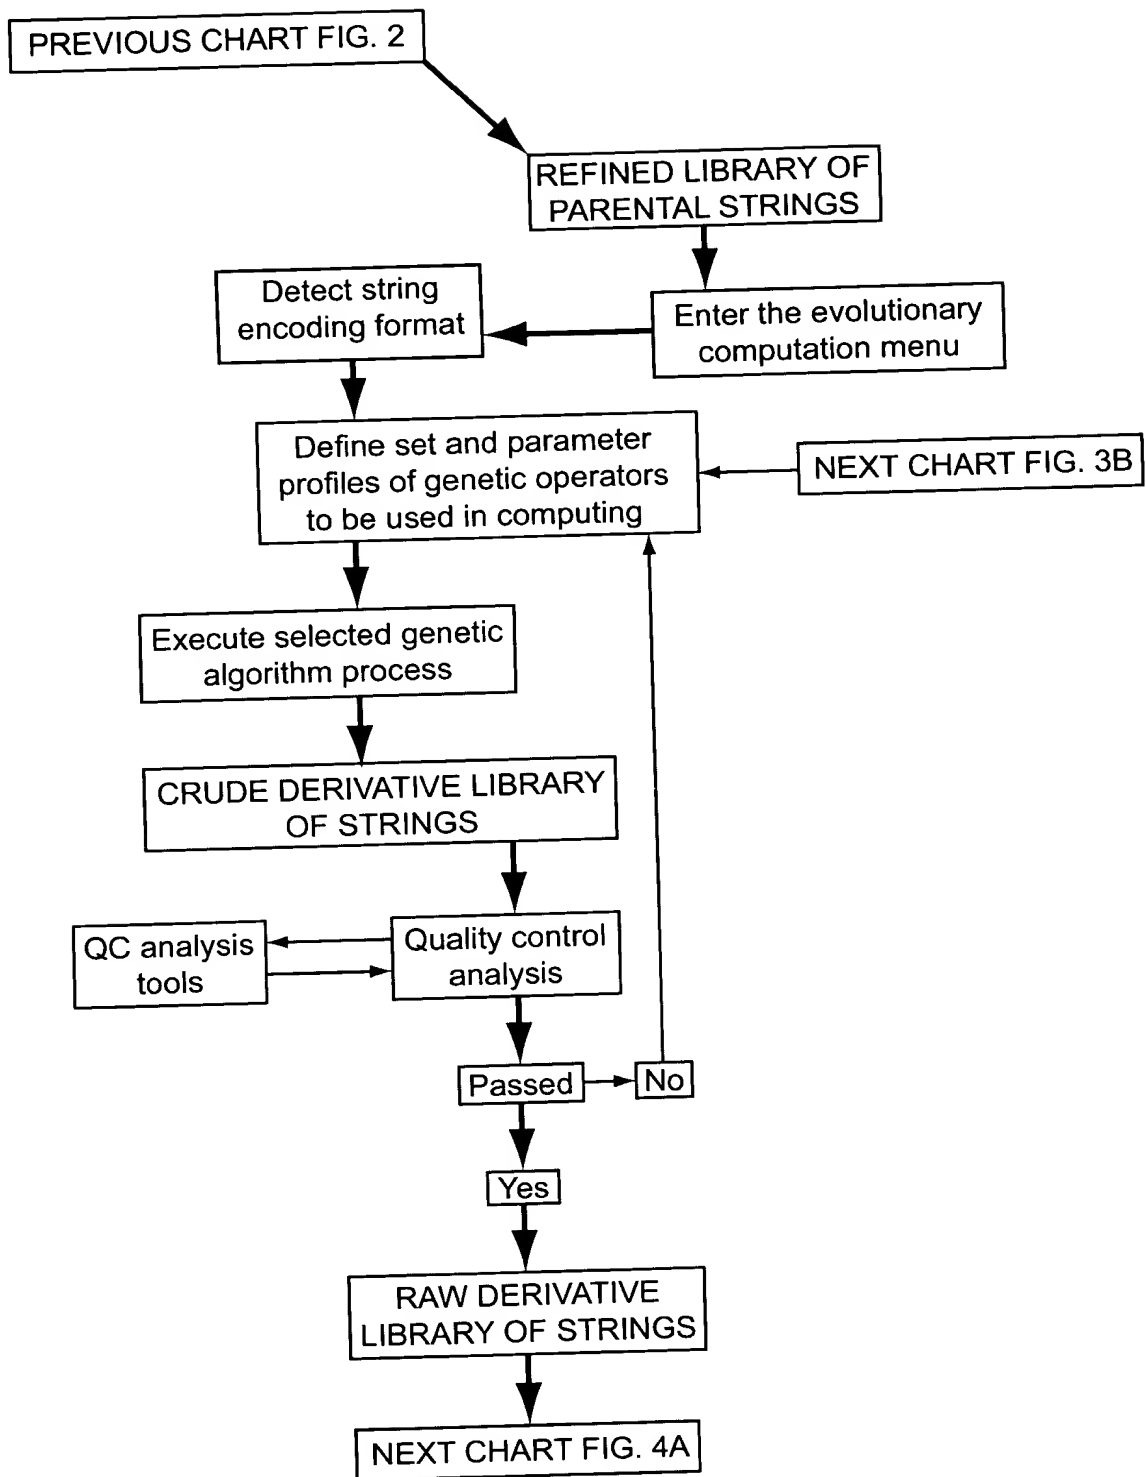 PREVIOUS CHART FIG. 2
REFINED LIBRARY OF
PARENTAL STRINGS
Detect string
encoding format
Enter the evolutionary
computation menu
Define set and parameter
profiles of genetic operators
to be used in computing
NEXT CHART FIG. 3B
Execute selected genetic
algorithm process
CRUDE DERIVATIVE LIBRARY
OF STRINGS
QC analysis
tools
Quality control
analysis
Passed
No
Yes
RAW DERIVATIVE
LIBRARY OF STRINGS
NEXT CHART FIG. 4A